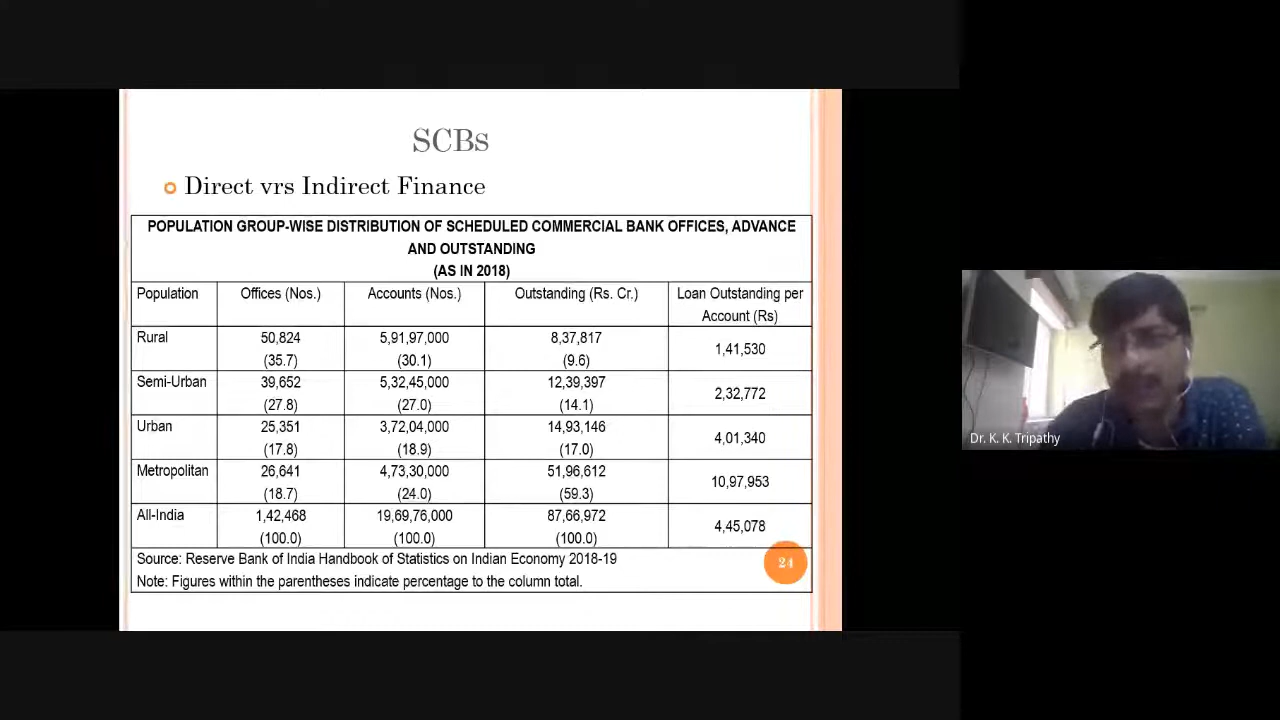 SCBs
Direct vrs Indirect Finance
POPULATION GROUP-WISE DISTRIBUTION OF SCHEDULED COMMERCIAL BANK OFFICES, ADVANCE
AND OUTSTANDING
(AS IN 2018)
Population Offices (Nos.) Accounts (Nos.) Outstanding (Rs. Cr.) Loan Outstanding per
Account (Rs)
Rural 50,824 5,91,97,000 8,37,817 1,41,530
(35.7) (30.1) (9.6)
Semi-Urban 39,652 5,32,45,000 12,39,397 2,32,772
(27.8) (27.0) (14.1)
Urban 25,351 3,72,04,000 14,93,146 4,01,340
(17.8) (18.9) (17.0)
Metropolitan 26,641 4,73,30,000 51,96,612 10,97,953
(18.7) (24.0) (59.3)
All-India 1,42,468 19,69,76,000 87,66,972 4,45,078
(100.0) (100.0) (100.0)
Source: Reserve Bank of India Handbook of Statistics on Indian Economy 2018-19
24
Note: Figures within the parentheses indicate percentage to the column total.
Dr. K. K. Tripathy